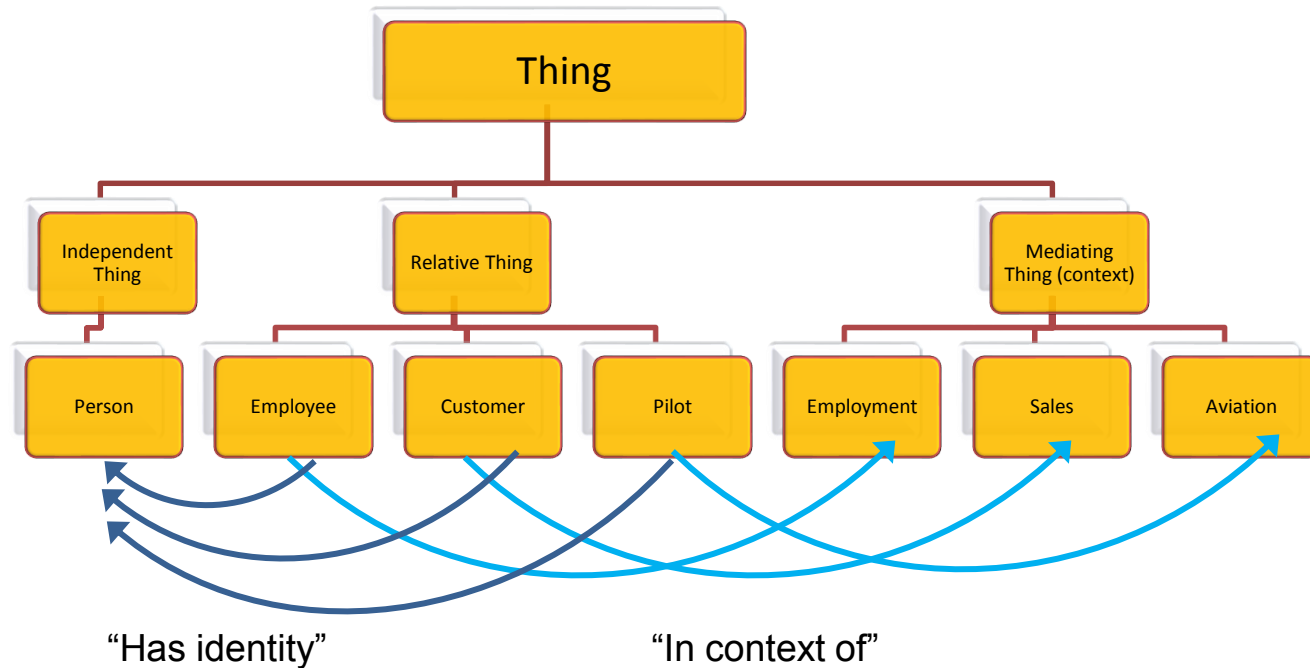 Thing
Independent
Thing
Relative Thing
Mediating
Thing (context)
Person
Employee
Customer
Pilot
Employment
Sales
Aviation
“Has identity”
“In context of”